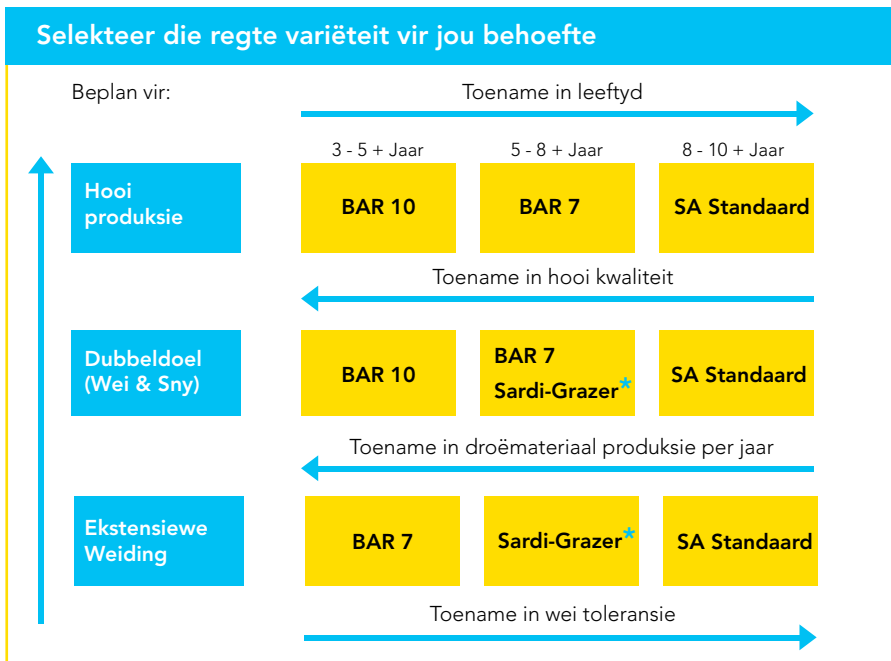 Selekteer die regte variëteit vir jou behoefte
Beplan vir:
Toename in leeftyd
3 - 5 + Jaar
5 - 8 + Jaar
8 - 10 + Jaar
Hooi
produksie
BAR 10
BAR 7
SA Standaard
Toename in hooi kwaliteit
Dubbeldoel
(Wei & Sny)
BAR 10
BAR 7
Sardi-Grazer*
SA Standaard
Toename in droëmateriaal produksie per jaar
Ekstensiewe
Weiding
BAR 7
Sardi-Grazer*
SA Standaard
Toename in wei toleransie